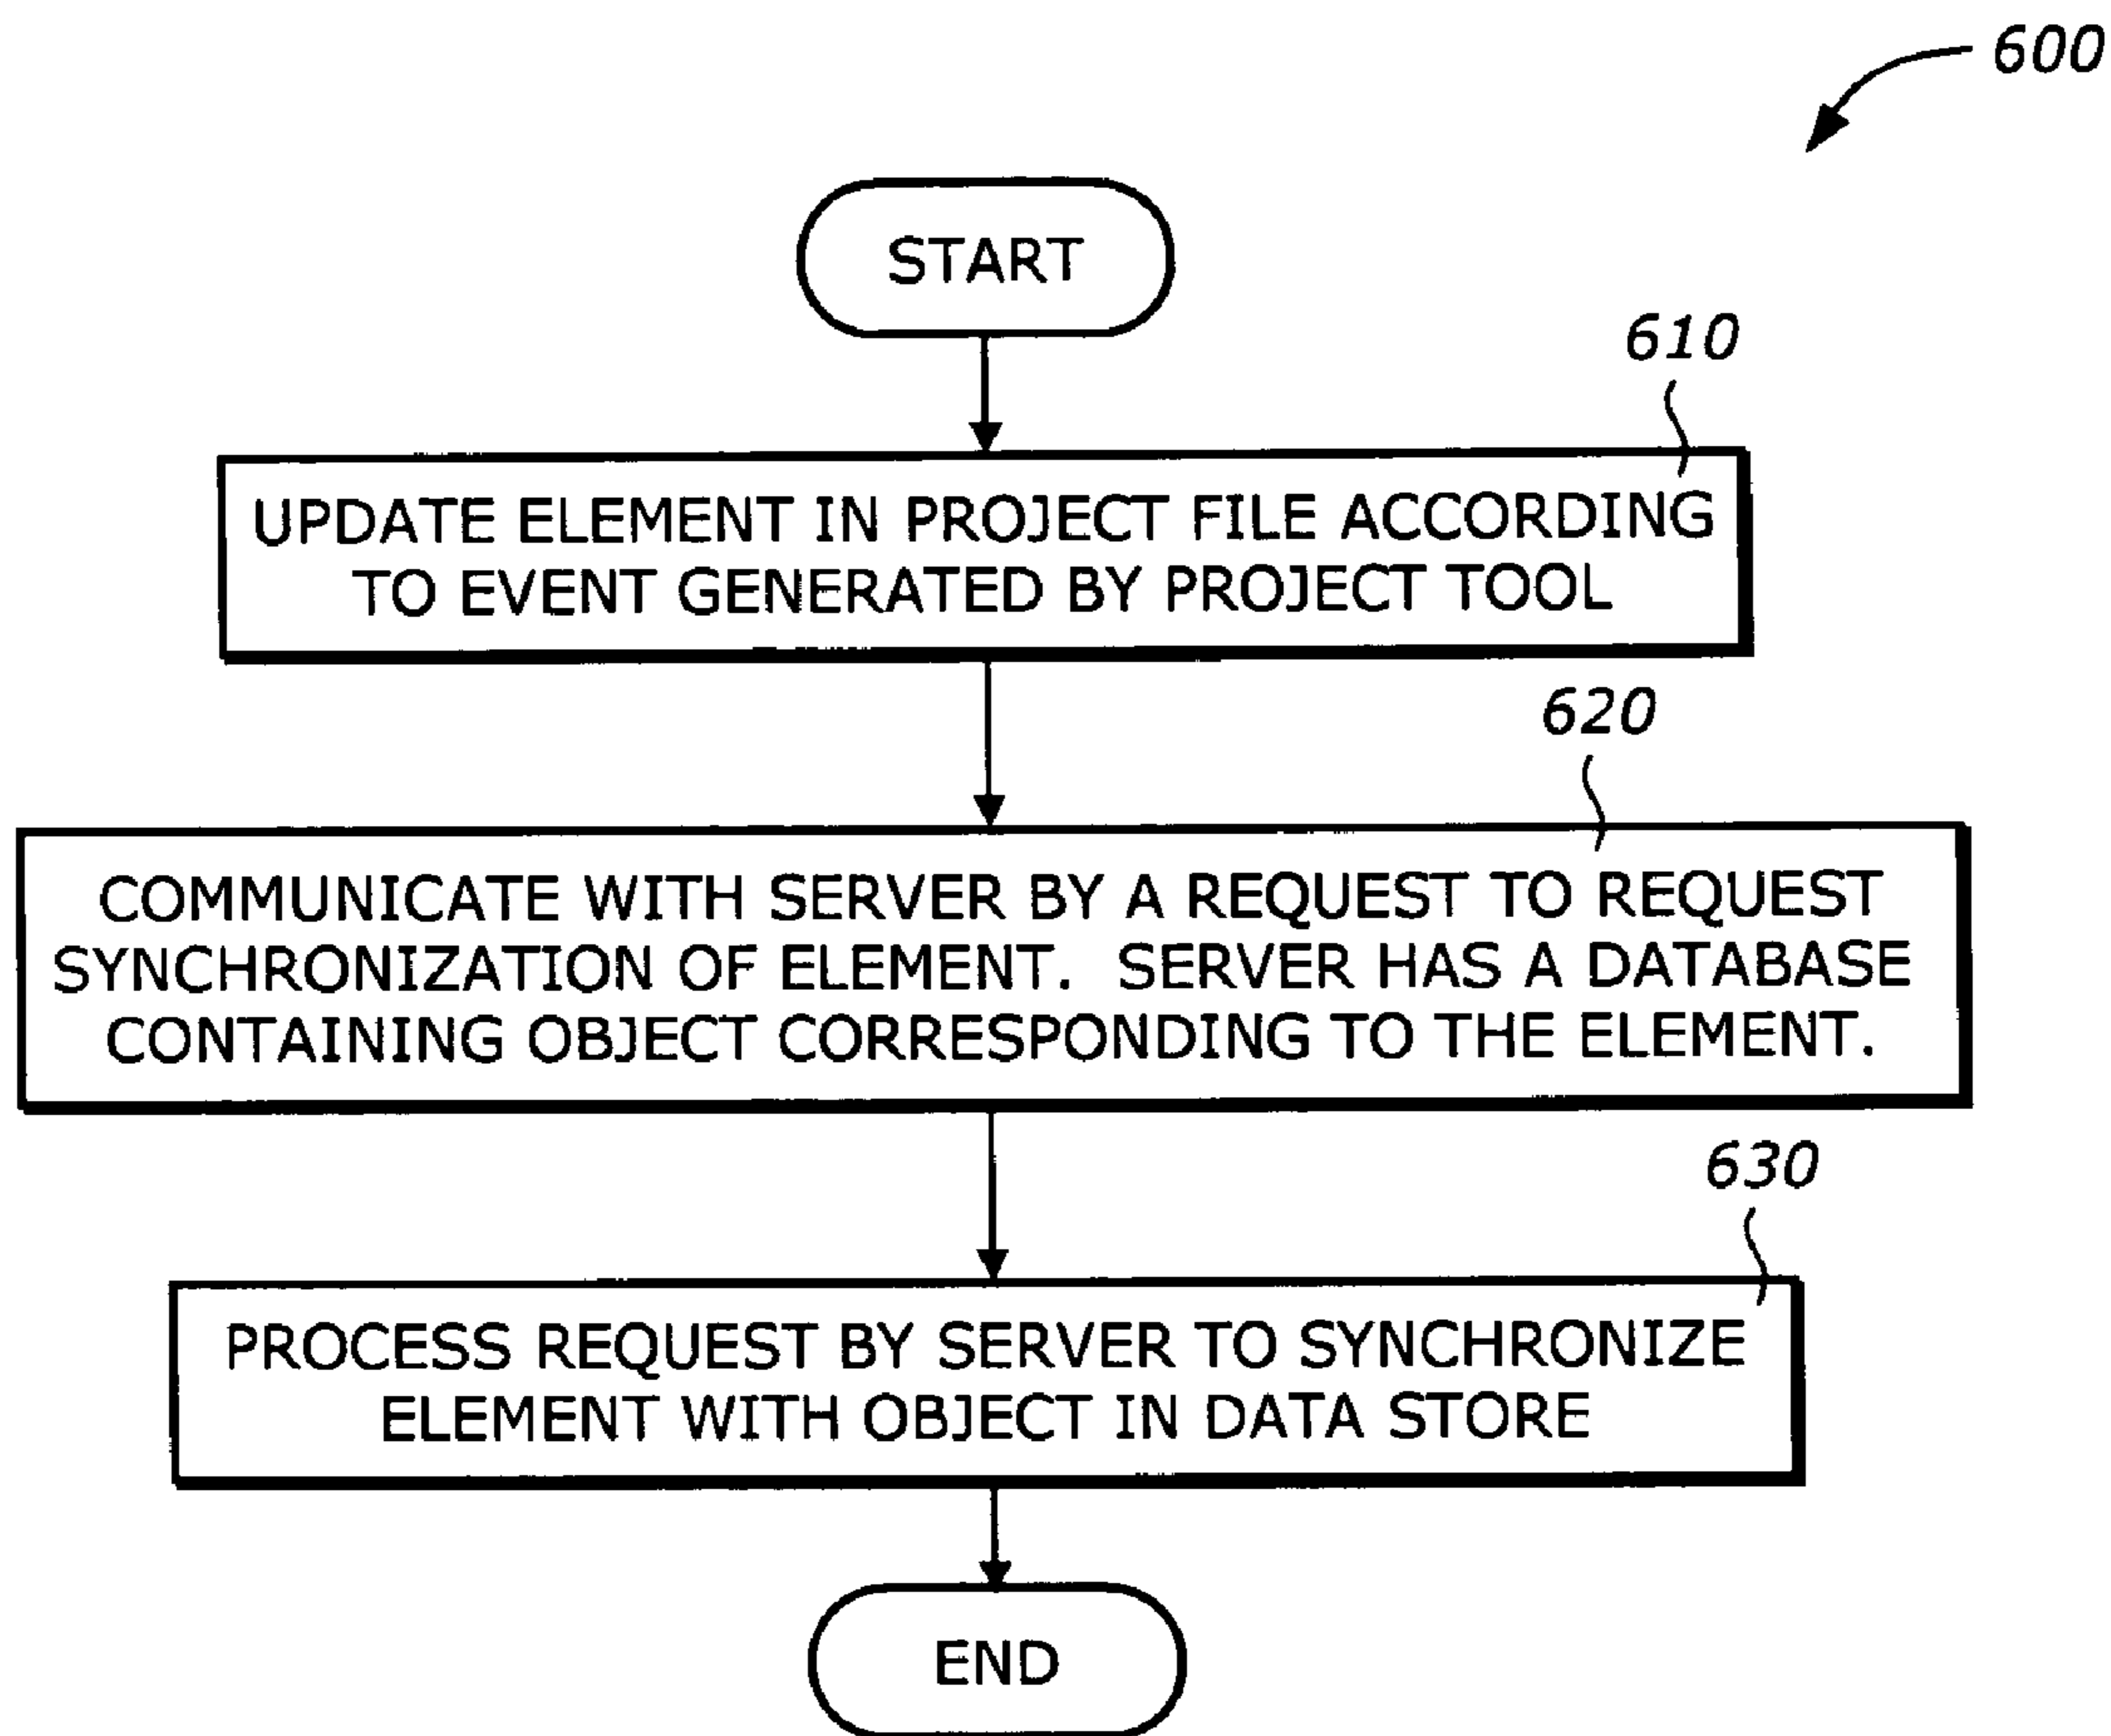 600
START
610
UPDATE ELEMENT IN PROJECT FILE ACCORDING
TO EVENT GENERATED BY PROJECT TOOL
620
COMMUNICATE WITH SERVER BY A REQUEST TO REQUEST
SYNCHRONIZATION OF ELEMENT. SERVER HAS A DATABASE
CONTAINING OBJECT CORRESPONDING TO THE ELEMENT.
630
PROCESS REQUEST BY SERVER TO SYNCHRONIZE
ELEMENT WITH OBJECT IN DATA STORE
END